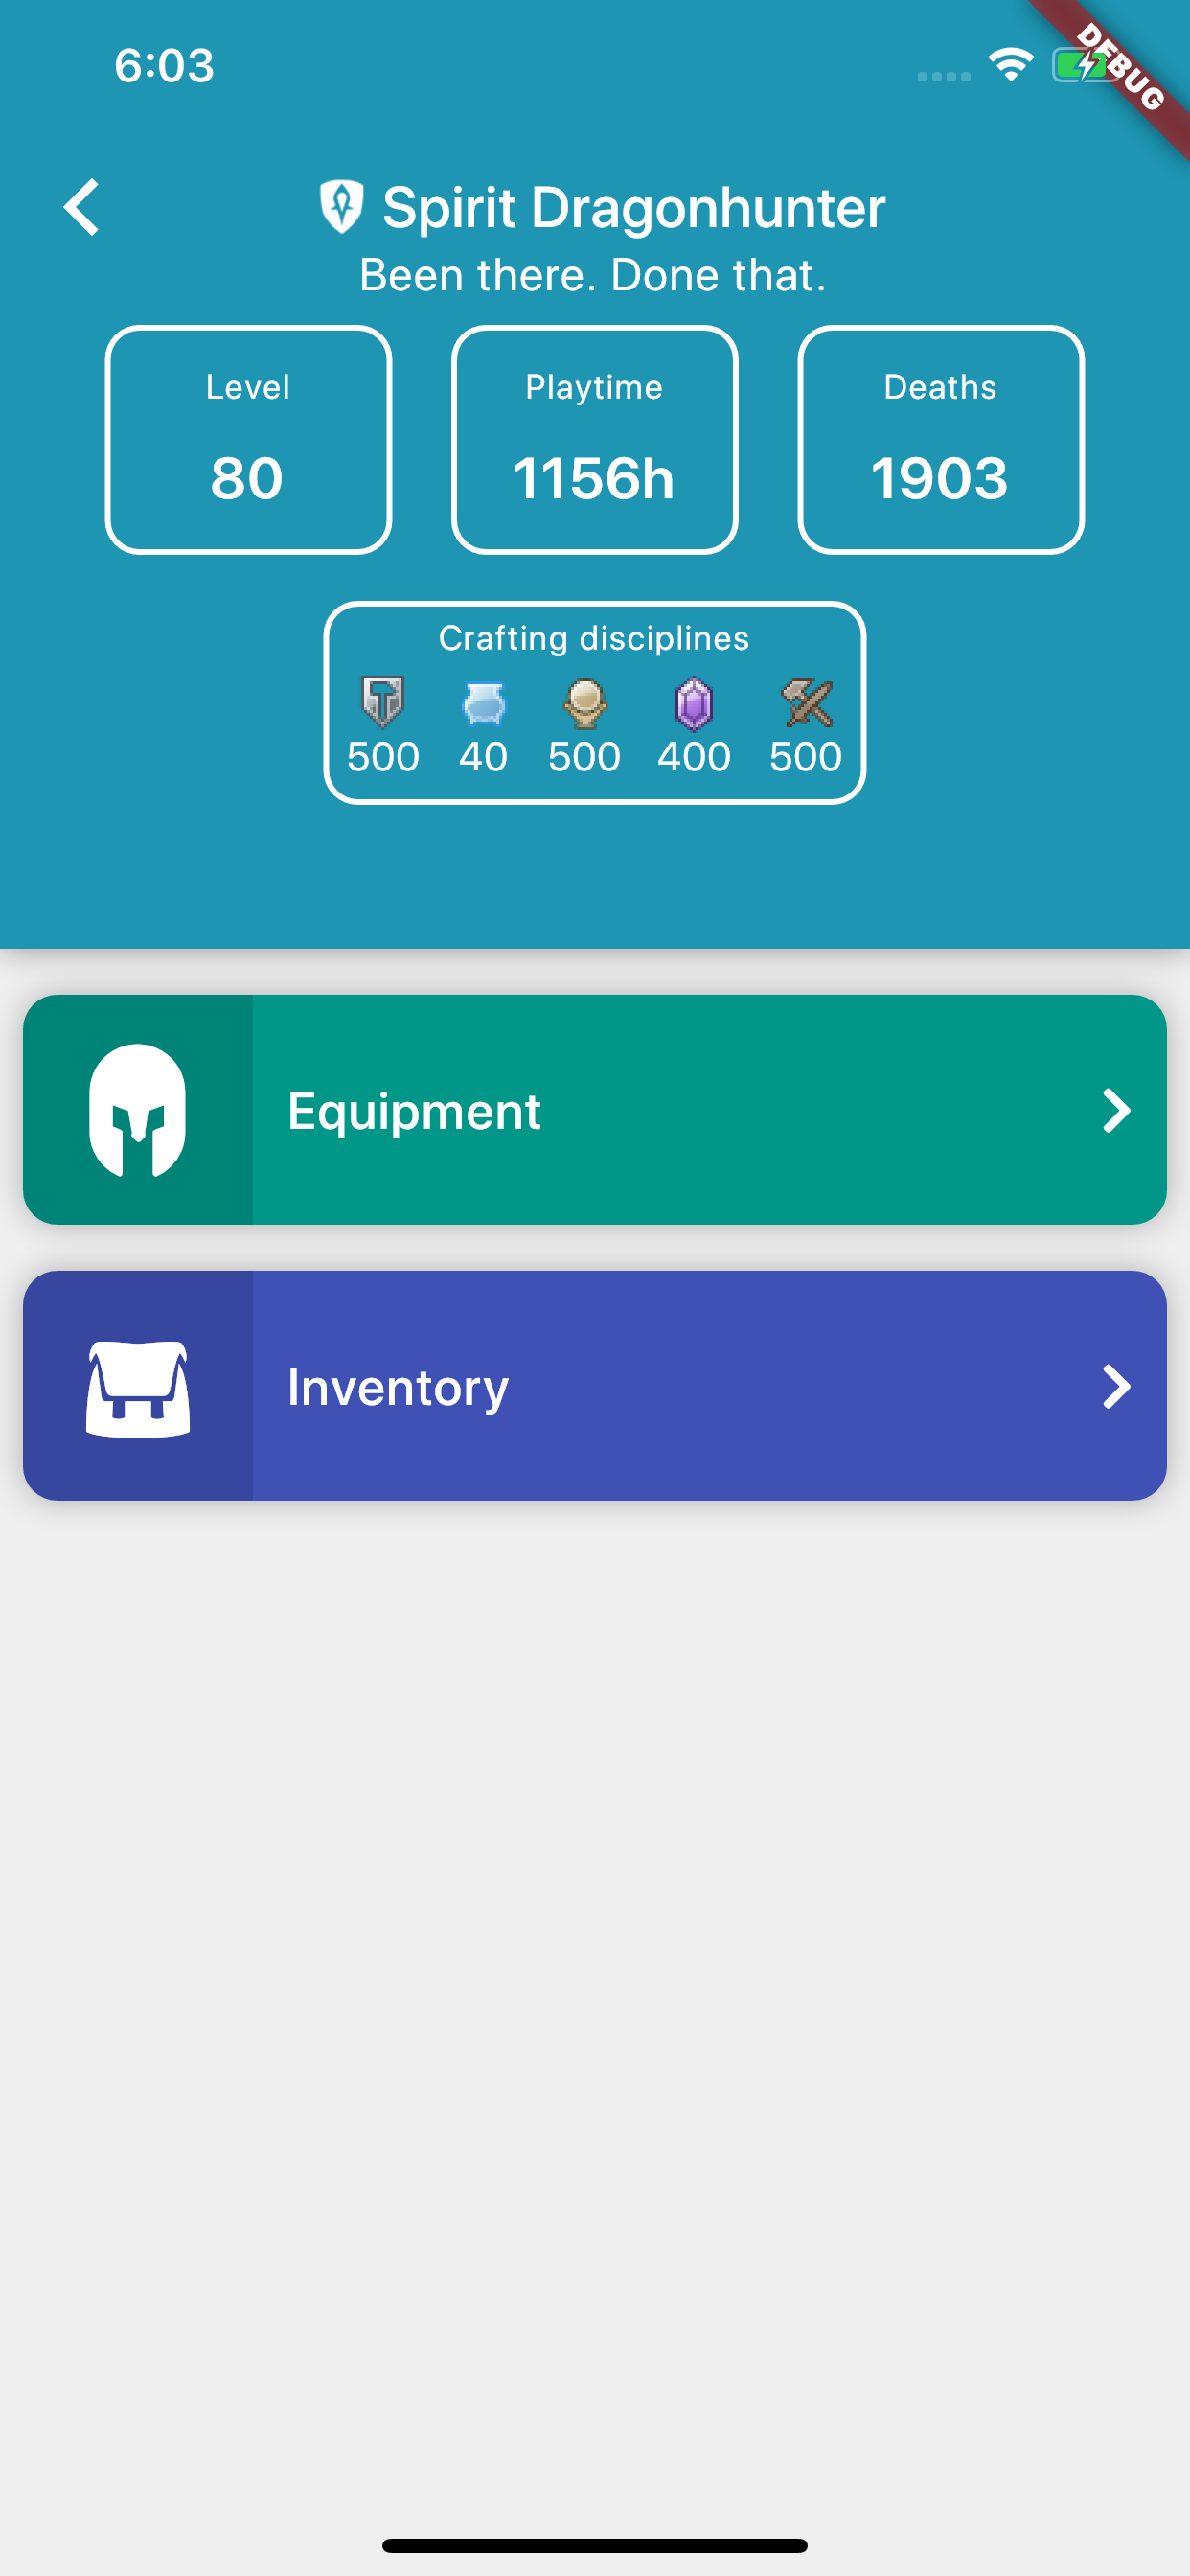 6:03
DEBUG
Spirit Dragonhunter
Been there. Done that.
Level
Playtime
Deaths
80
1156h
1903
Crafting disciplines
500
40
500
400
500
Equipment
Inventory